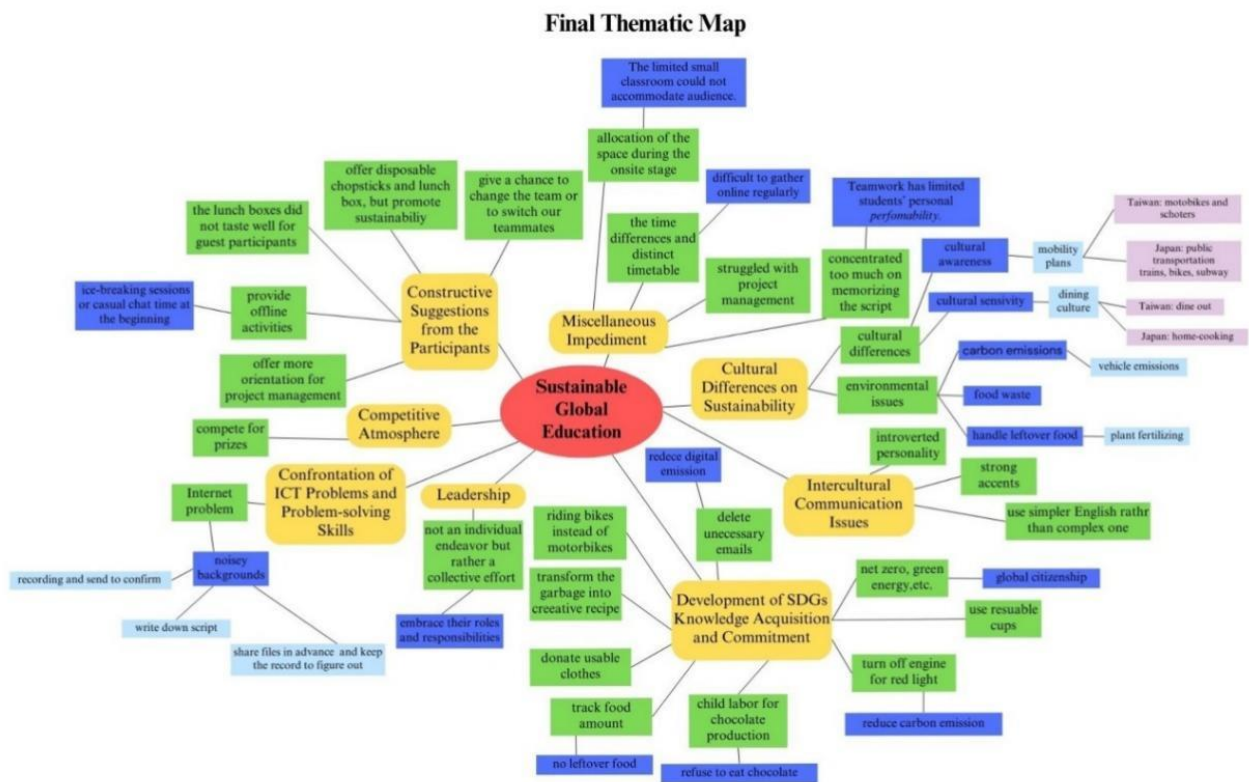 Final Thematic Map
The limited small
classroom could not
accommodate audience.
allocation of the
space during the
onsite stage
offer disposable
chopsticks and lunch
box, but promote
sustainabiliy
give a chance to
change the team or
to switch our
teammates
difficult to gather
online regularly
Teamwork has limited
students' personal
perfomability.
the lunch boxes did
not taste well for
guest participants
the time
differences and
distinct
timetable
Taiwan: motobikes and
schoters
cultural
awareness
mobility
plans
Japan: public
transportation
trains, bikes, subway
ice-breaking sessions
or casual chat time at
the beginning
provide
offline
activities
Constructive
Suggestions
from the
Participants
Miscellaneous
Impediment
struggled with
project
management
concentrated
too much on
memorizing
the script
cultural sensivity
dining
culture
Taiwan: dine out
Japan: home-cooking
cultural
differences
offer more
orientation for
project management
Sustainable
Global
Education
Cultural
Differences on
Sustainability
environmental
issues
carbon emissions
vehicle emissions
food waste
handle leftover food
plant fertilizing
compete for
prizes
Competitive
Atmosphere
introverted
personality
strong
accents
Intercultural
Communication
Issues
use simpler English rathr
than complex one
Confrontation of
ICT Problems and
Problem-solving
Skills
Leadership
redece digital
emission
Internet
problem
not an individual
endeavor but
rather a
collective effort
riding bikes
instead of
motorbikes
delete
unecessary
emails
noisey
backgrounds
recording and send to confirm
write down script
share files in advance and keep
the record to figure out
embrace their roles
and responsibilities
transform the
garbage into
creeative recipe
Development of SDGs
Knowledge Acquisition
and Commitment
net zero, green
energy,etc.
global citizenship
use resuable
cups
donate usable
clothes
turn off engine
for red light
track food
amount
child labor for
chocolate
production
reduce carbon emission
no leftover food
refuse to eat chocolate